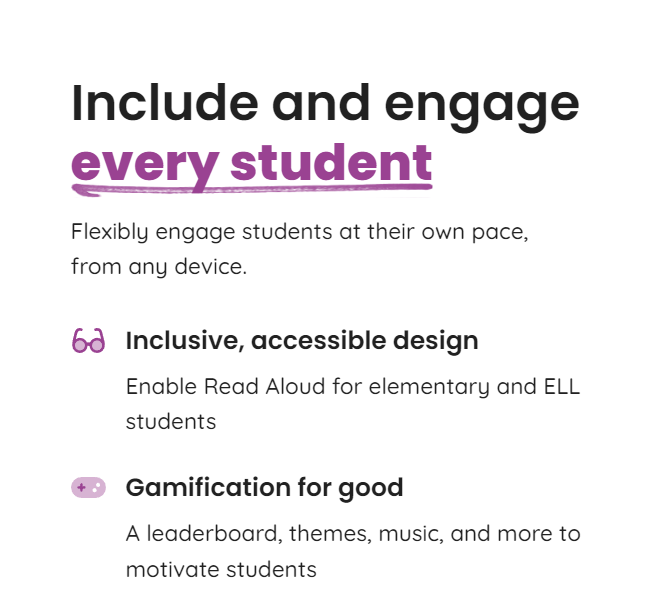 Include and engage
every student
Flexibly engage students at their own pace,
from any device.
Inclusive, accessible design
Enable Read Aloud for elementary and ELL
students
Gamification for good
A leaderboard, themes, music, and more to
motivate students